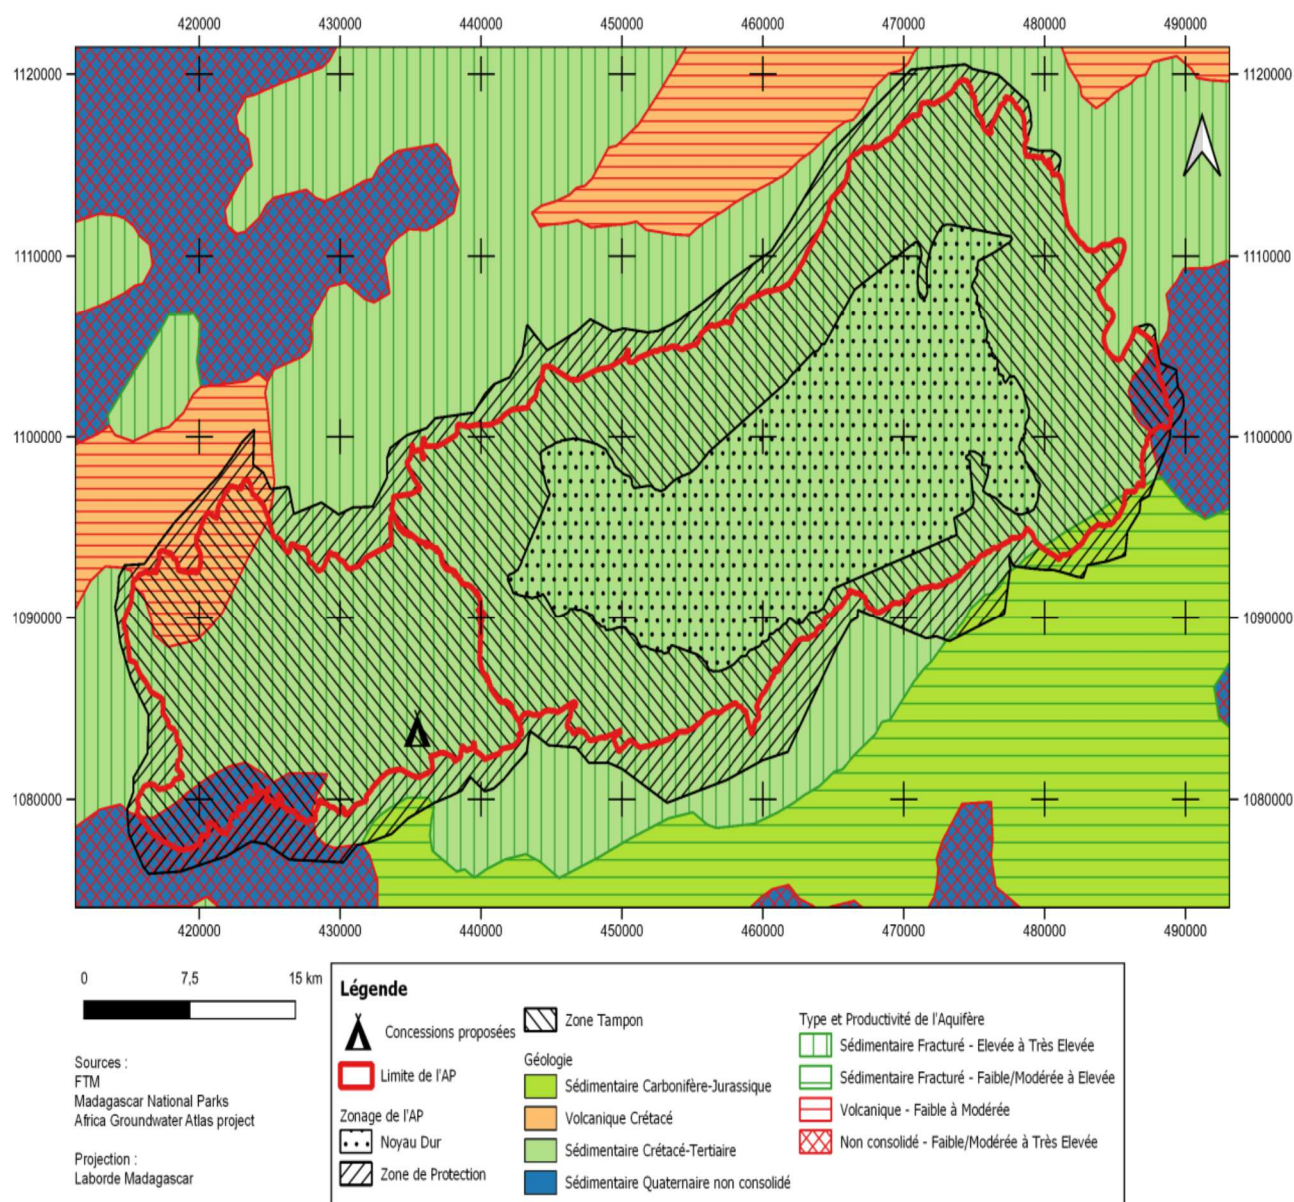 420000 430000 440000 450000 460000 470000 480000 490000
1120000 1120000
1110000 1110000
1100000 1100000
1090000 1090000
1080000 1080000
420000 430000 440000 450000 460000 470000 480000 490000
0 7,5 15 km
Sources :
FTM
Madagascar National Parks
Africa Groundwater Atlas project
Projection :
Laborde Madagascar
Légende
Concessions proposées
Limite de l'AP
Zonage de l'AP
Noyau Dur
Zone de Protection
Zone Tampon
Géologie
Sédimentaire Carbonifère-Jurassique
Volcanique Crétacé
Sédimentaire Crétacé-Tertiaire
Sédimentaire Quaternaire non consolidé
Type et Productivité de l'Aquifère
Sédimentaire Fracturé - Elevée à Très Elevée
Sédimentaire Fracturé - Faible/Modérée à Elevée
Volcanique - Faible à Modérée
Non consolidé - Faible/Modérée à Très Elevée